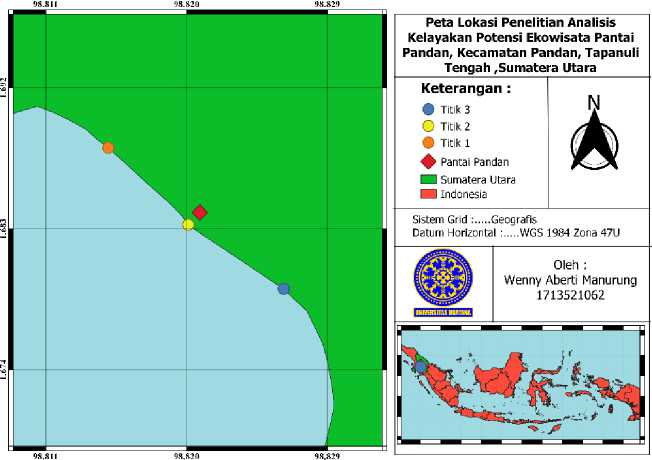 98.811 98.820 98.829
Peta Lokasi Penelitian Analisis
Kelayakan Potensi Ekowisata Pantai
Pandan, Kecamatan Pandan, Tapanuli
Tengah ,Sumatera Utara
Keterangan :
Titik 3
Titik 2
Titik 1
Pantai Pandan
Sumatera Utara
Indonesia
N
Sistem Grid :.....Geografis
Datum Horizontal :.....WGS 1984 Zona 47U
UNIVERSITAS
Oleh :
Wenny Aberti Manurung
1713521062
1.692
1.683
1.674
98.811 98.820 98.829